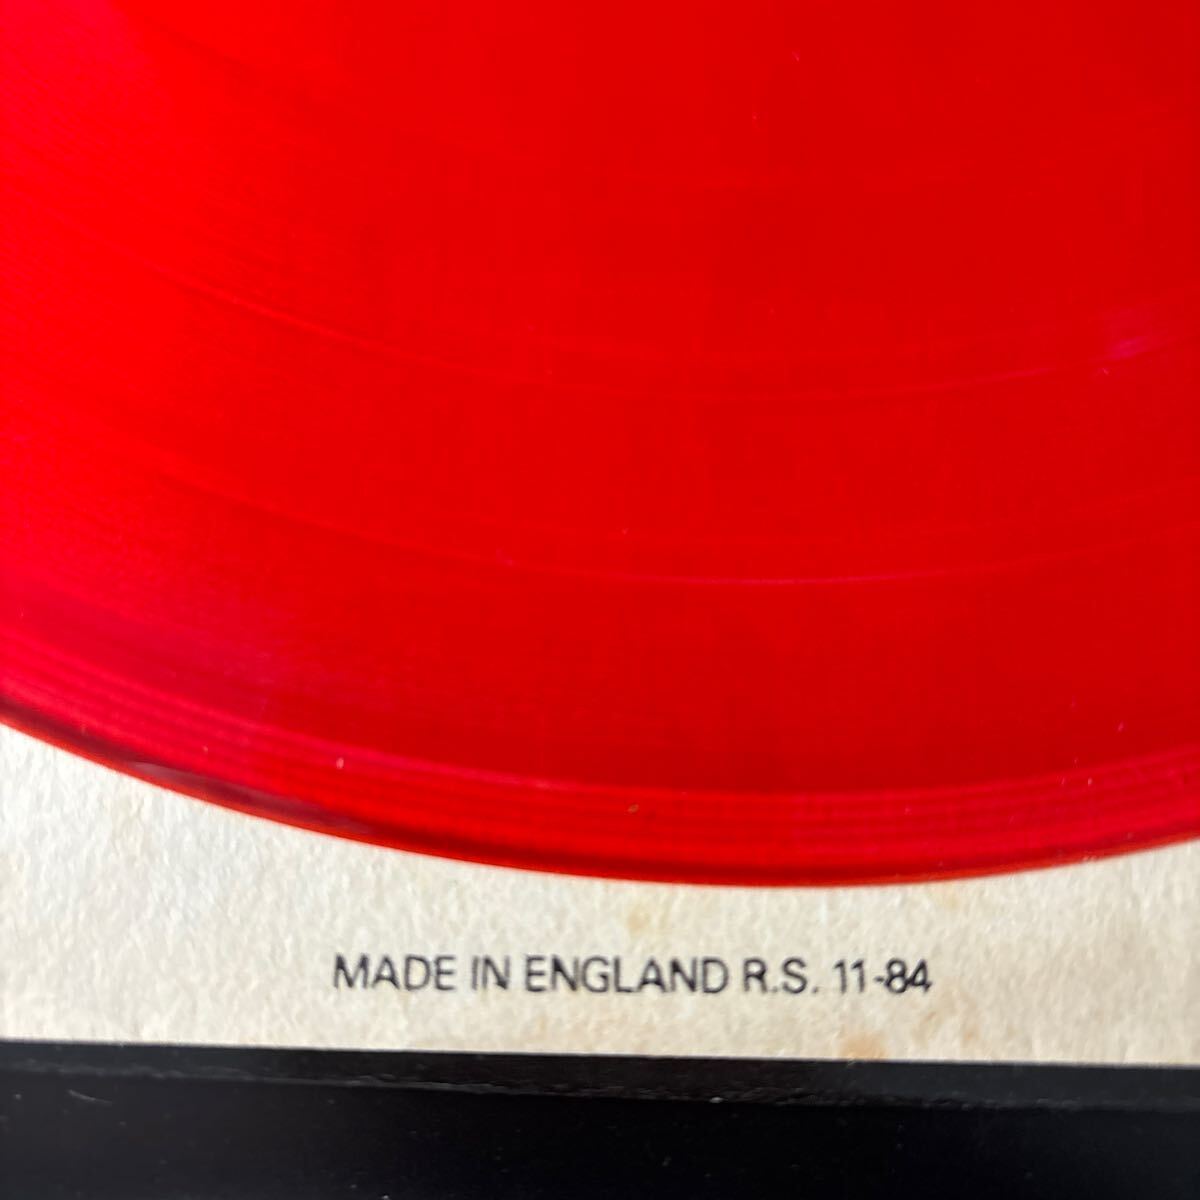 MADE IN ENGLAND R.S. 11-84